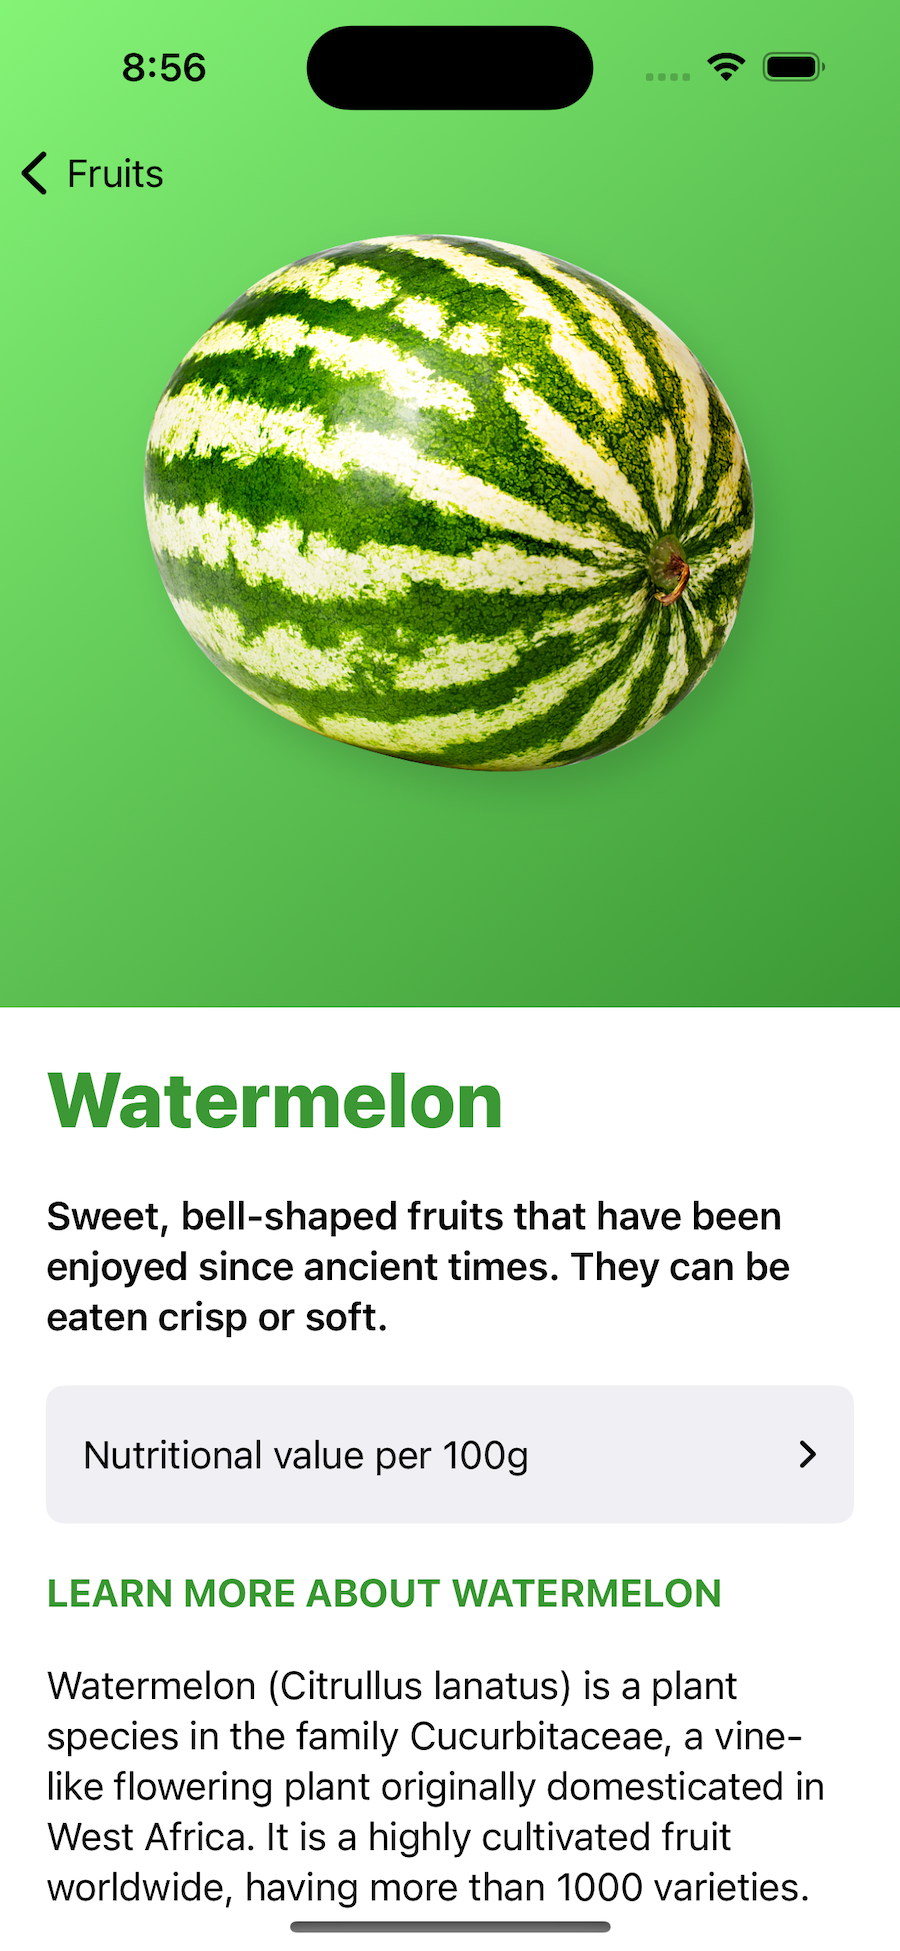 8:56
Fruits
Watermelon
Sweet, bell-shaped fruits that have been
enjoyed since ancient times. They can be
eaten crisp or soft.
Nutritional value per 100g
LEARN MORE ABOUT WATERMELON
Watermelon (Citrullus lanatus) is a plant
species in the family Cucurbitaceae, a vine-
like flowering plant originally domesticated in
West Africa. It is a highly cultivated fruit
worldwide, having more than 1000 varieties.